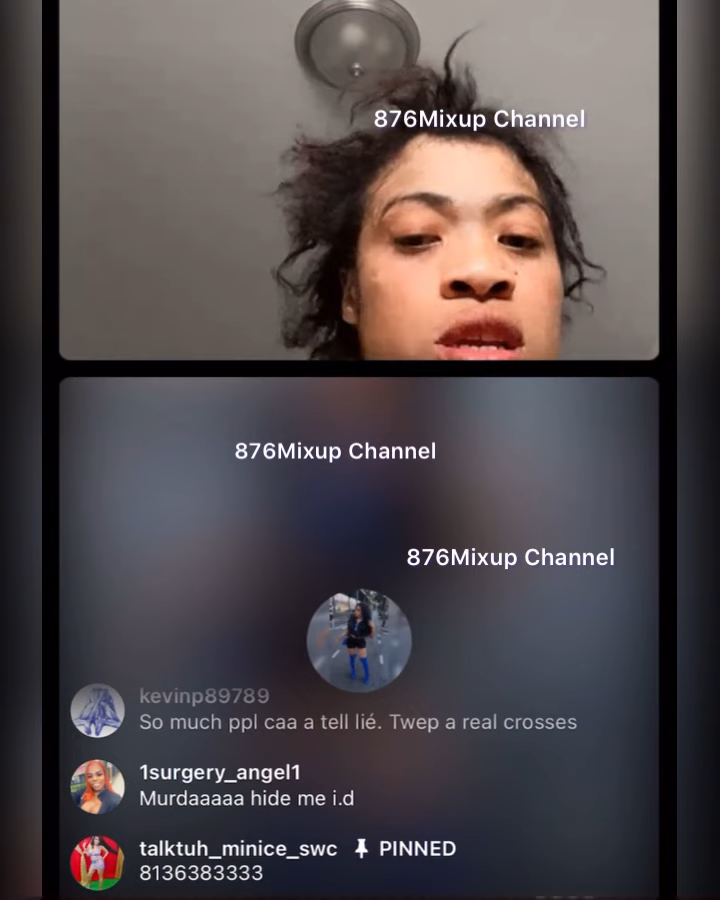 876Mixup Channel
876Mixup Channel
876Mixup Channel
kevinp89789
So much ppl caa a tell lié. Twep a real crosses
1surgery_angel1
Murdaaaaa hide me i.d
talktuh_minice_swc PINNED
8136383333